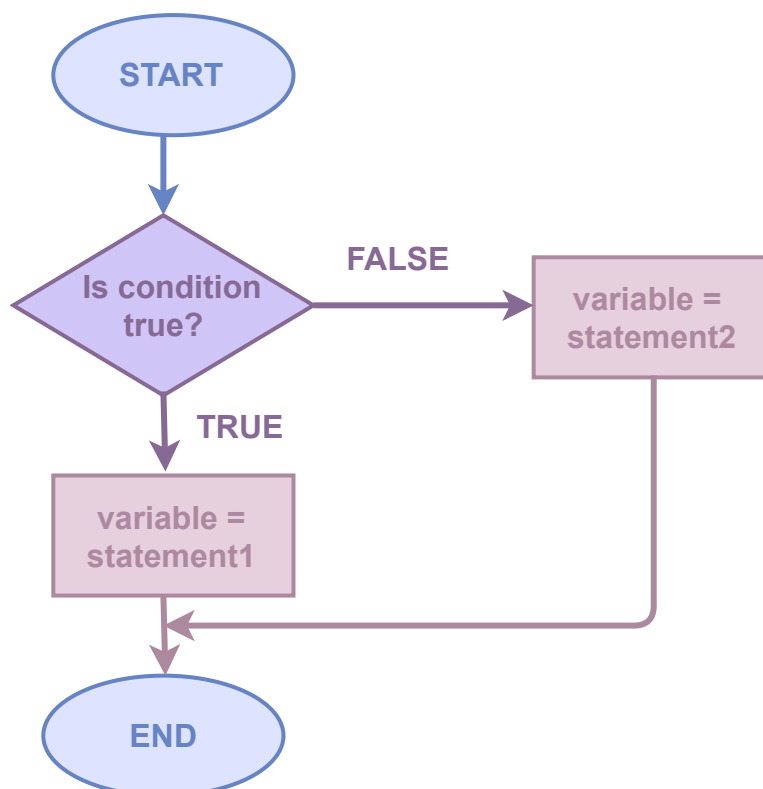 START
Is condition
true?
FALSE
variable =
statement2
TRUE
variable =
statement1
END